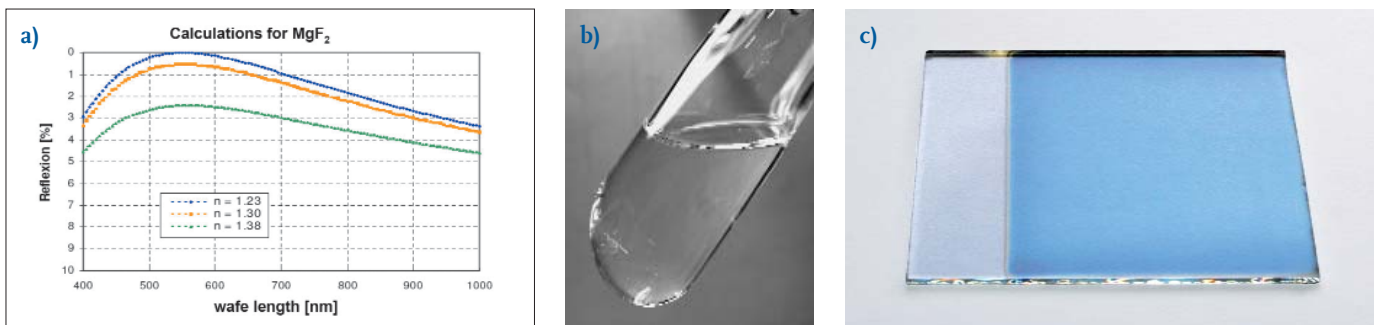 a)
Calculations for MgF₂
0
1
2
3
4
5
6
7
8
9
10
Reflexion [%]
n = 1.23
n = 1.30
n = 1.38
400 500 600 700 800 900 1000
wafe length [nm]
b)
c)